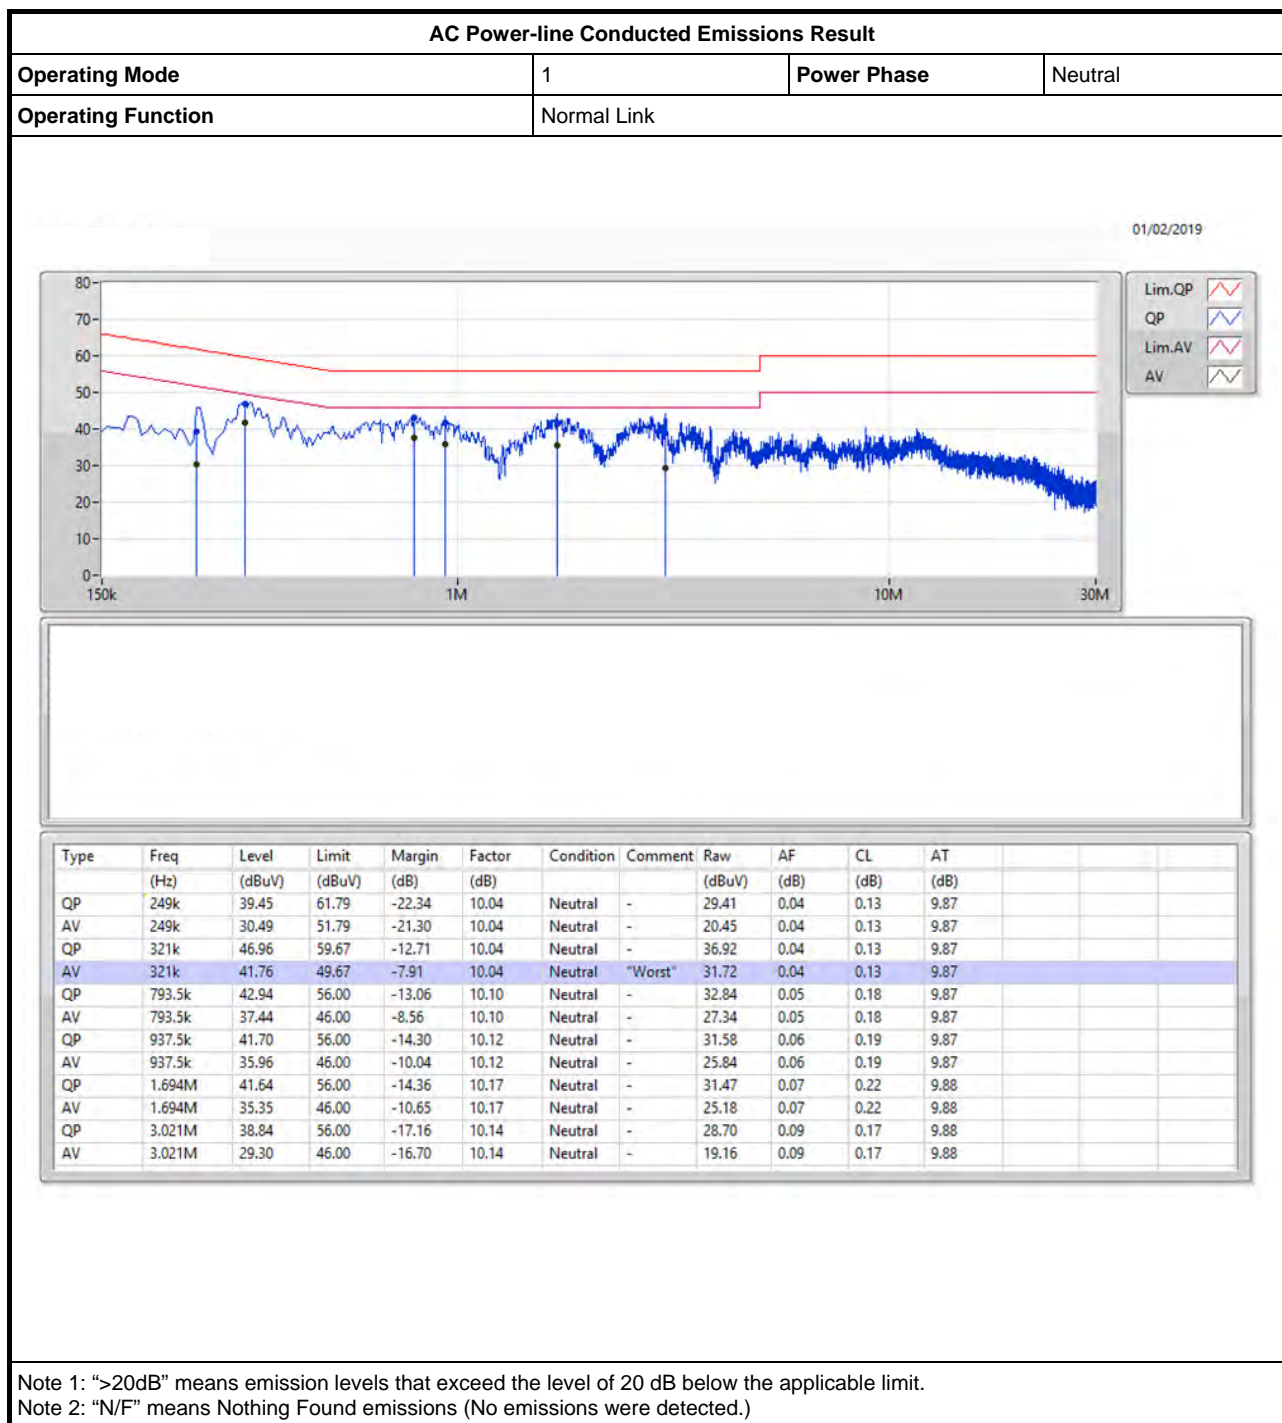 AC Power-line Conducted Emissions Result
Operating Mode 1 Power Phase Neutral
Operating Function Normal Link
01/02/2019
80
70
60
50
40
30
20
10
0
150k 1M 10M 30M
Lim.QP
QP
Lim.AV
AV
Type Freq Level Limit Margin Factor Condition Comment Raw AF CL AT
(Hz) (dBuV) (dBuV) (dB) (dB) (dBuV) (dB) (dB) (dB)
QP 249k 39.45 61.79 -22.34 10.04 Neutral - 29.41 0.04 0.13 9.87
AV 249k 30.49 51.79 -21.30 10.04 Neutral - 20.45 0.04 0.13 9.87
QP 321k 46.96 59.67 -12.71 10.04 Neutral - 36.92 0.04 0.13 9.87
AV 321k 41.76 49.67 -7.91 10.04 Neutral "Worst" 31.72 0.04 0.13 9.87
QP 793.5k 42.94 56.00 -13.06 10.10 Neutral - 32.84 0.05 0.18 9.87
AV 793.5k 37.44 46.00 -8.56 10.10 Neutral - 27.34 0.05 0.18 9.87
QP 937.5k 41.70 56.00 -14.30 10.12 Neutral - 31.58 0.06 0.19 9.87
AV 937.5k 35.96 46.00 -10.04 10.12 Neutral - 25.84 0.06 0.19 9.87
QP 1.694M 41.64 56.00 -14.36 10.17 Neutral - 31.47 0.07 0.22 9.88
AV 1.694M 35.35 46.00 -10.65 10.17 Neutral - 25.18 0.07 0.22 9.88
QP 3.021M 38.84 56.00 -17.16 10.14 Neutral - 28.70 0.09 0.17 9.88
AV 3.021M 29.30 46.00 -16.70 10.14 Neutral - 19.16 0.09 0.17 9.88
Note 1: “>20dB” means emission levels that exceed the level of 20 dB below the applicable limit.
Note 2: “N/F” means Nothing Found emissions (No emissions were detected.)